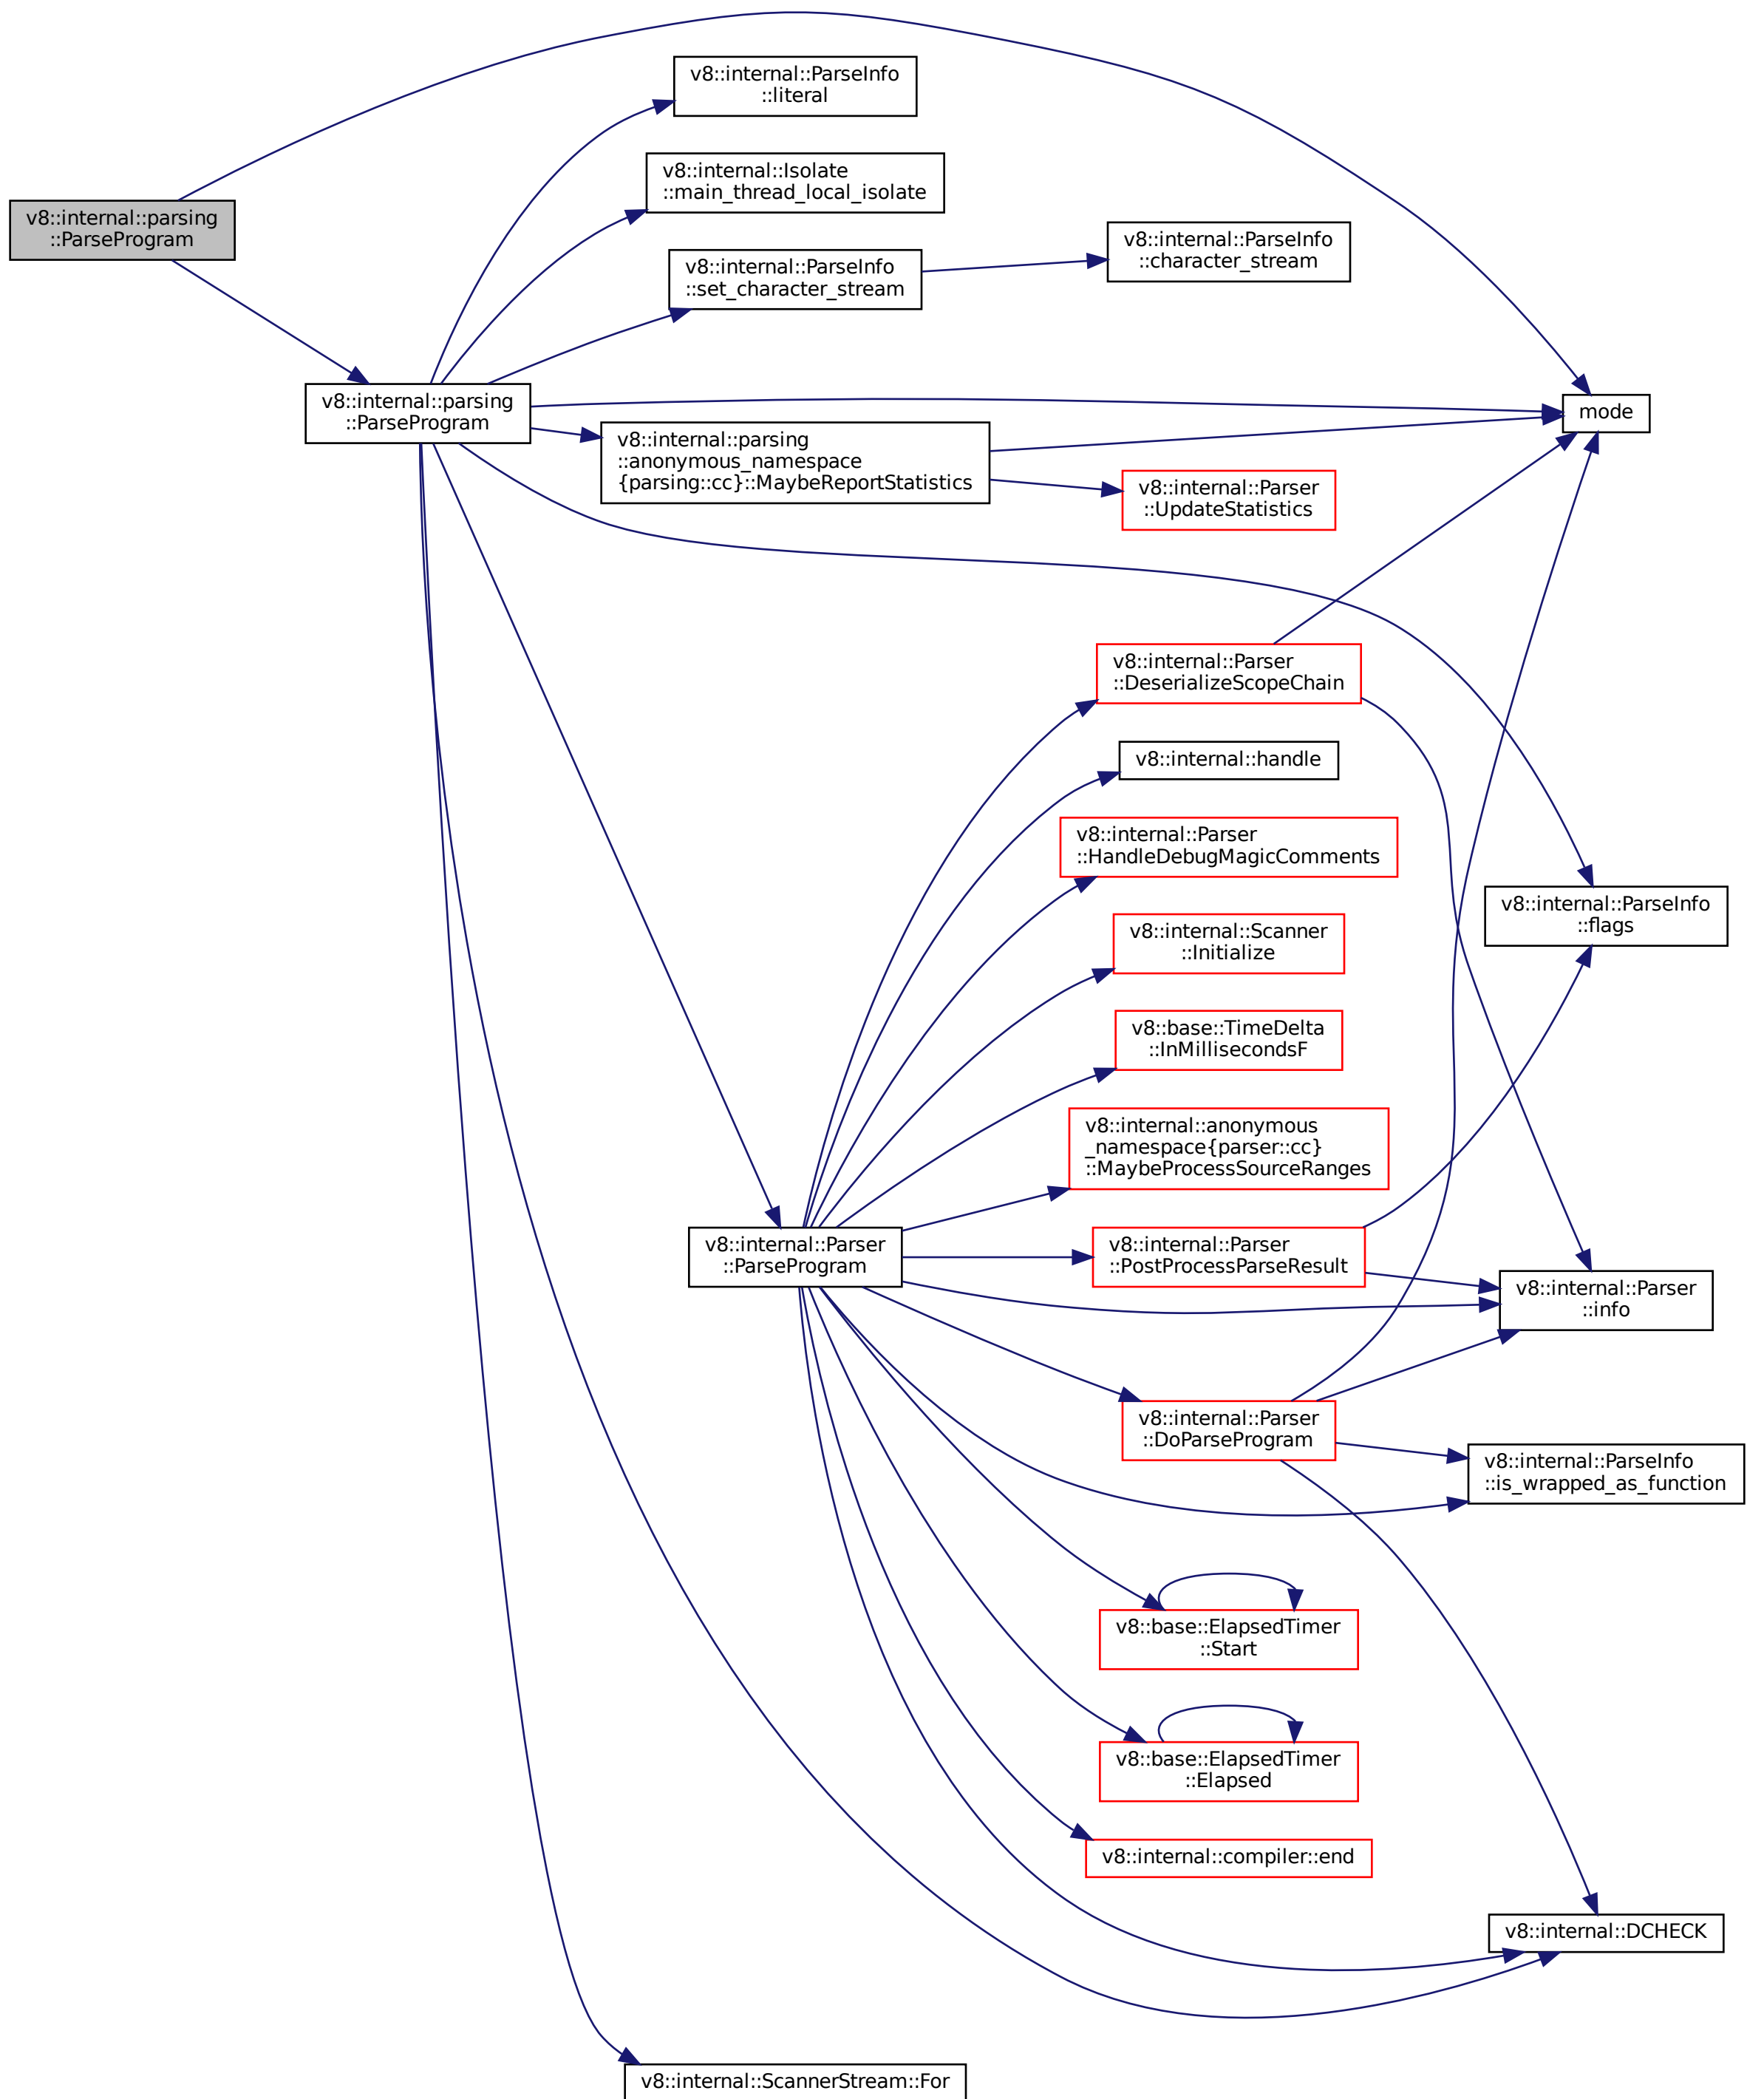 v8::internal::parsing
::ParseProgram
v8::internal::parsing
::ParseProgram
v8::internal::ParseInfo
::literal
v8::internal::Isolate
::main_thread_local_isolate
v8::internal::ParseInfo
::set_character_stream
v8::internal::ParseInfo
::character_stream
mode
v8::internal::parsing
::anonymous_namespace
{parsing::cc}::MaybeReportStatistics
v8::internal::Parser
::UpdateStatistics
v8::internal::Parser
::DeserializeScopeChain
v8::internal::handle
v8::internal::Parser
::HandleDebugMagicComments
v8::internal::ParseInfo
::flags
v8::internal::Scanner
::Initialize
v8::base::TimeDelta
::InMillisecondsF
v8::internal::anonymous
_namespace{parser::cc}
::MaybeProcessSourceRanges
v8::internal::Parser
::ParseProgram
v8::internal::Parser
::PostProcessParseResult
v8::internal::Parser
::info
v8::internal::Parser
::DoParseProgram
v8::internal::ParseInfo
::is_wrapped_as_function
v8::base::ElapsedTimer
::Start
v8::base::ElapsedTimer
::Elapsed
v8::internal::compiler::end
v8::internal::DCHECK
v8::internal::ScannerStream::For